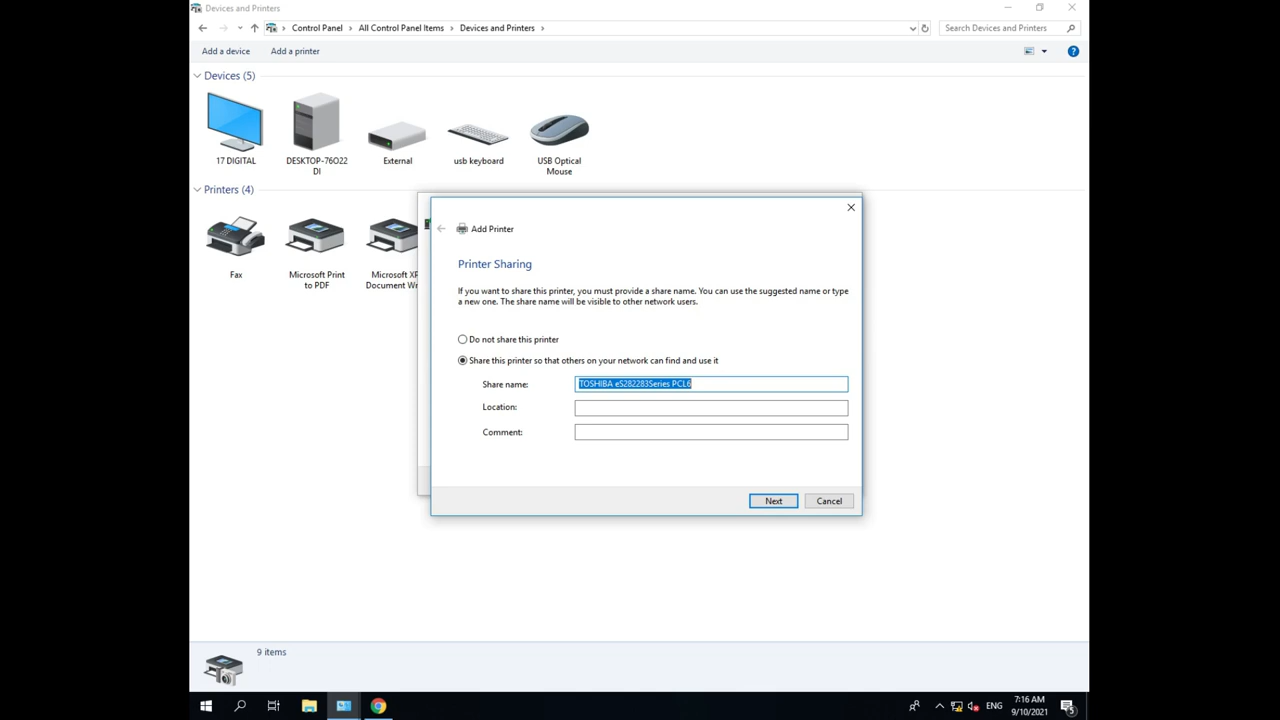 Devices and Printers
Control Panel > All Control Panel Items > Devices and Printers >
Search Devices and Printers
Add a device
Add a printer
Devices (5)
17 DIGITAL
DESKTOP-76O22
DI
External
usb keyboard
USB Optical
Mouse
Printers (4)
Fax
Microsoft Print
to PDF
Microsoft XP
Document Wr
Add Printer
Printer Sharing
If you want to share this printer, you must provide a share name. You can use the suggested name or type
a new one. The share name will be visible to other network users.
Do not share this printer
Share this printer so that others on your network can find and use it
Share name:
TOSHIBA eS282283Series PCL6
Location:
Comment:
Next
Cancel
9 items
ENG
7:16 AM
9/10/2021
5